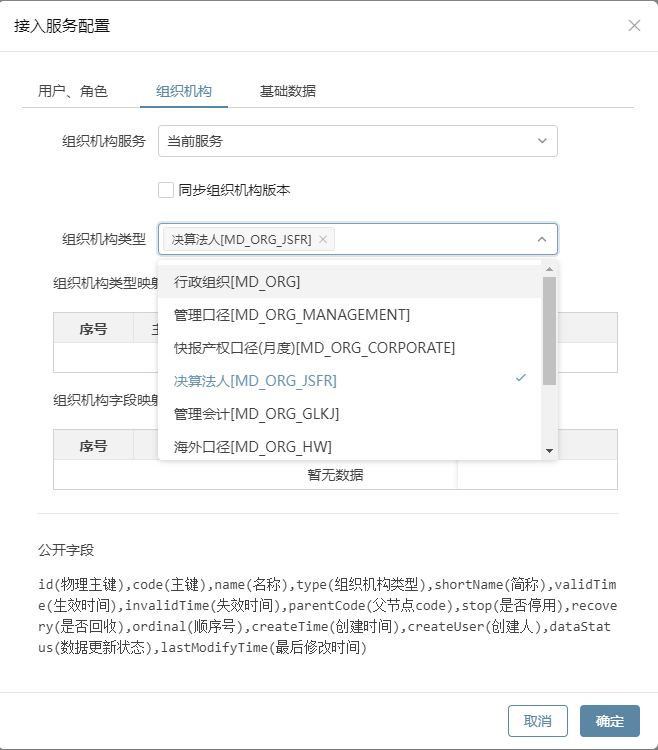 接入服务配置
用户、角色 组织机构 基础数据
组织机构服务 当前服务
同步组织机构版本
组织机构类型 决算法人[MD_ORG_JSFR]
行政组织[MD_ORG]
组织机构类型映
管理口径[MD_ORG_MANAGEMENT]
序号
快报产权口径(月度)[MD_ORG_CORPORATE]
决算法人[MD_ORG_JSFR]
组织机构字段映
管理会计[MD_ORG_GLKJ]
序号 海外口径[MD_ORG_HW]
暂无数据
公开字段
id(物理主键),code(主键),name(名称),type(组织机构类型),shortName(简称),validTim
e(生效时间),invalidTime(失效时间),parentCode(父节点code),stop(是否停用),recove
ry(是否回收),ordinal(顺序号),createTime(创建时间),createUser(创建人),dataStat
us(数据更新状态),lastModifyTime(最后修改时间)
取消 确定